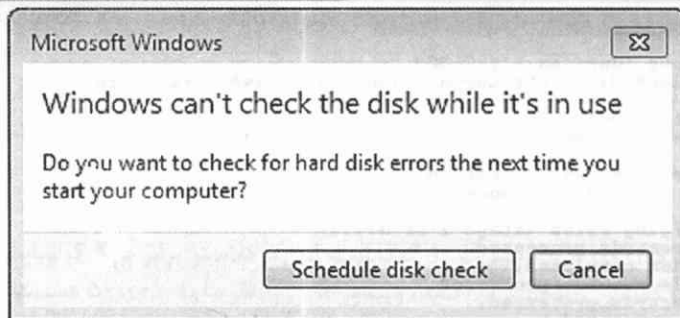 Microsoft Windows
Windows can't check the disk while it's in use
Do you want to check for hard disk errors the next time you
start your computer?
Schedule disk check
Cancel